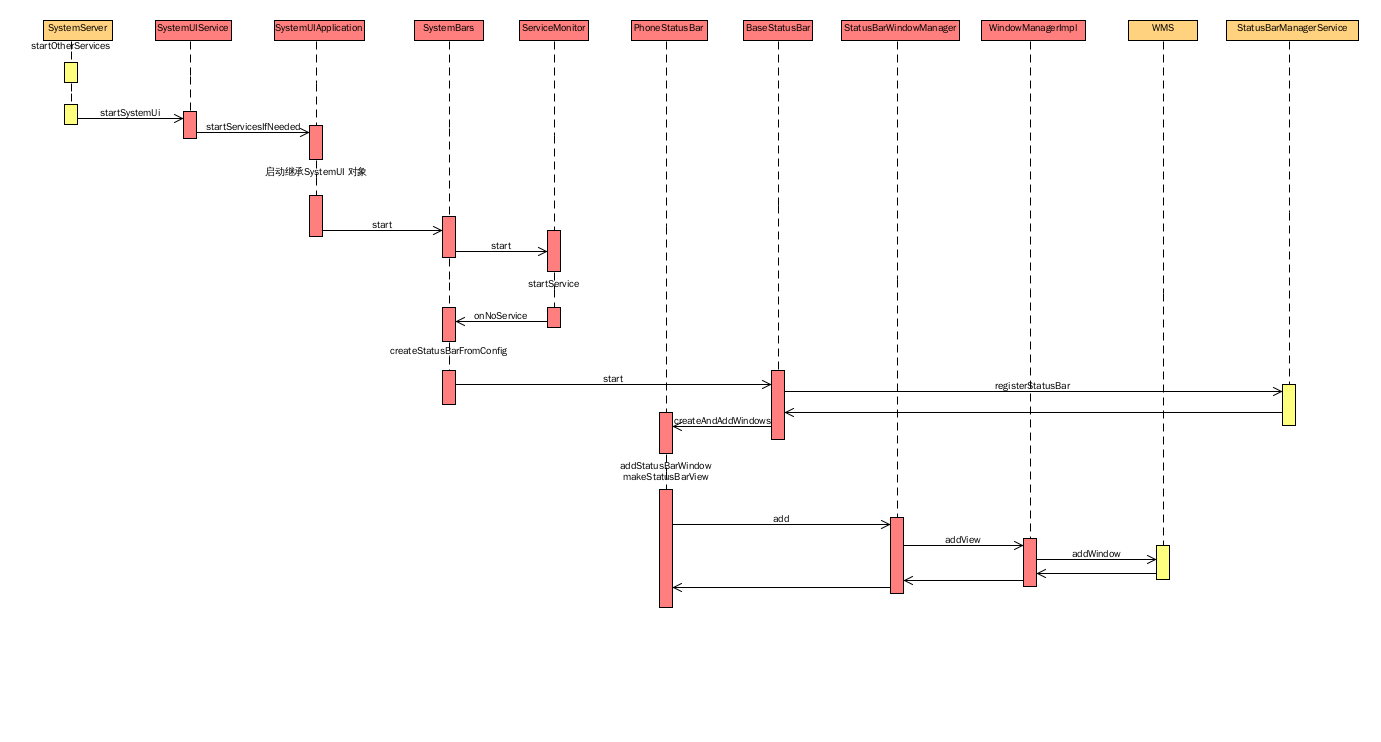 SystemServer
SystemUIService
SystemUIApplication
SystemBars
ServiceMonitor
PhoneStatusBar
BaseStatusBar
StatusBarWindowManager
WindowManagerImpl
WMS
StatusBarManagerService
startOtherServices
startSystemUi
startServicesIfNeeded
启动继承SystemUI 对象
start
start
startService
onNoService
createStatusBarFromConfig
start
registerStatusBar
createAndAddWindows
addStatusBarWindow
makeStatusBarView
add
addView
addWindow